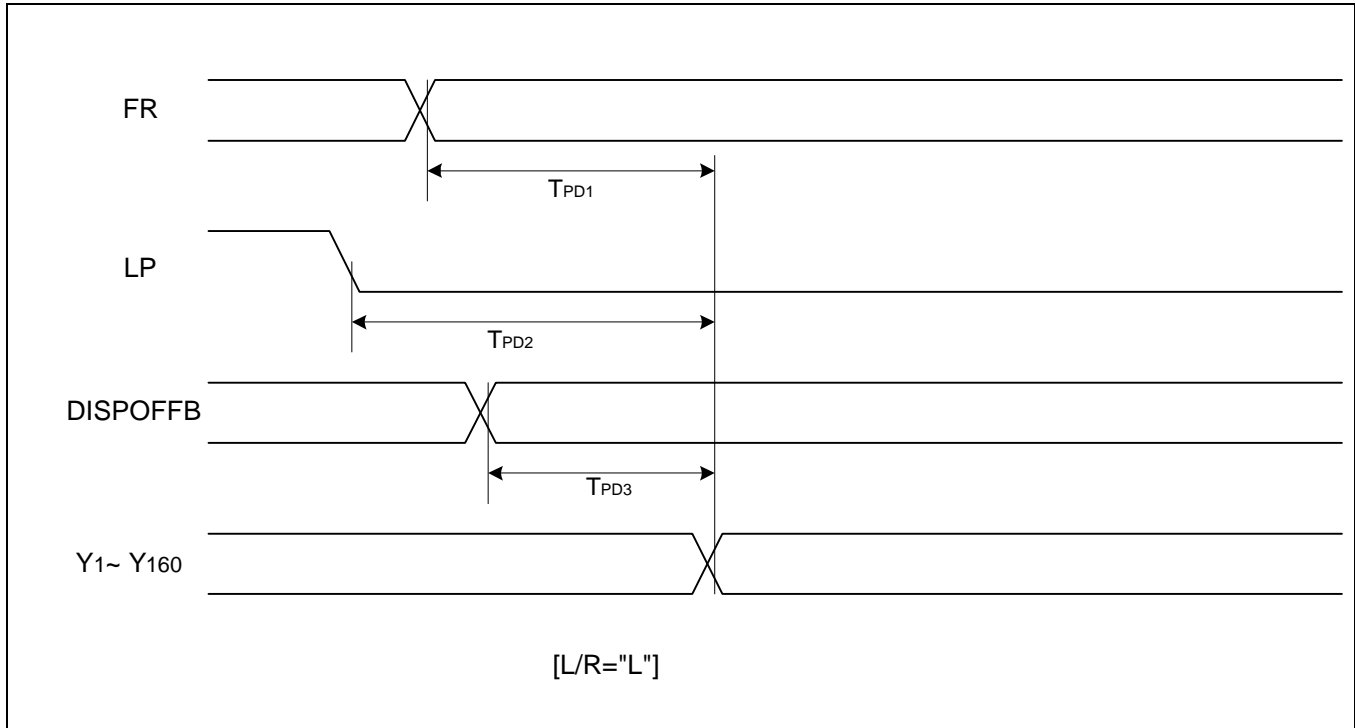 FR
TPD1
LP
TPD2
DISPOFFB
TPD3
Y1~ Y160
[L/R="L"]